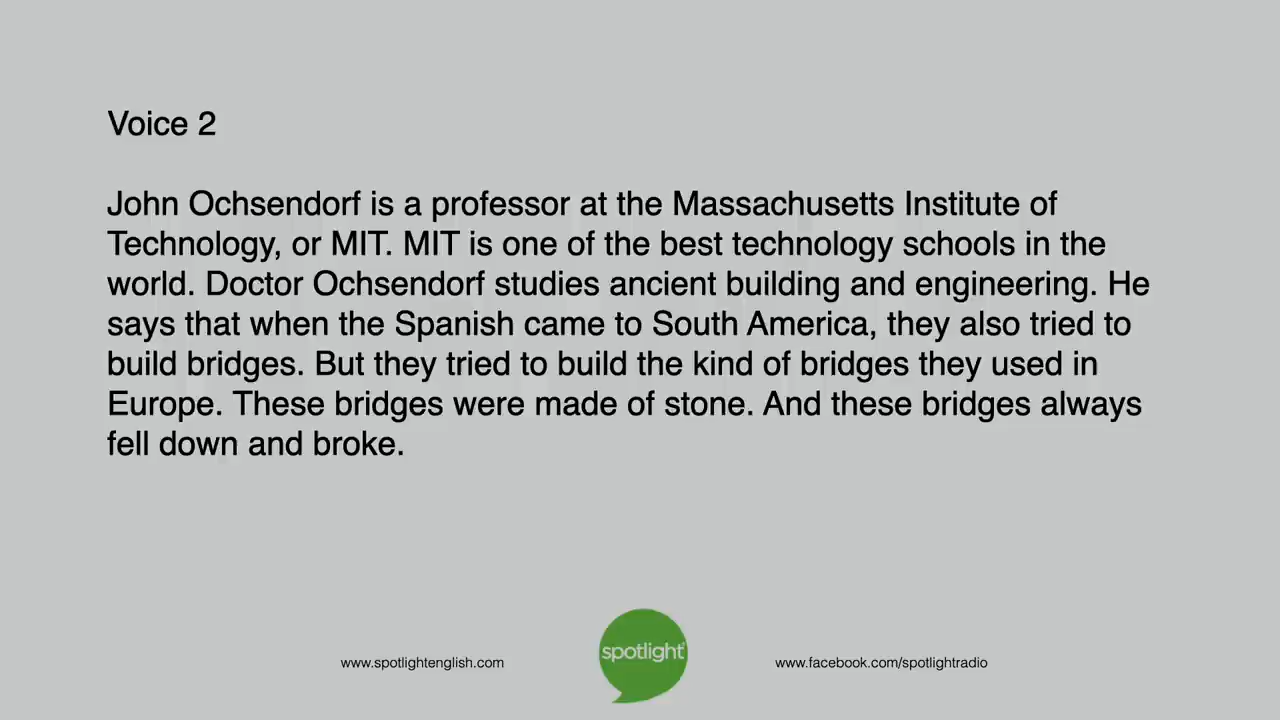 Voice 2
John Ochsendorf is a professor at the Massachusetts Institute of
Technology, or MIT. MIT is one of the best technology schools in the
world. Doctor Ochsendorf studies ancient building and engineering. He
says that when the Spanish came to South America, they also tried to
build bridges. But they tried to build the kind of bridges they used in
Europe. These bridges were made of stone. And these bridges always
fell down and broke.
www.spotlightenglish.com
spotlight
www.facebook.com/spotlightradio